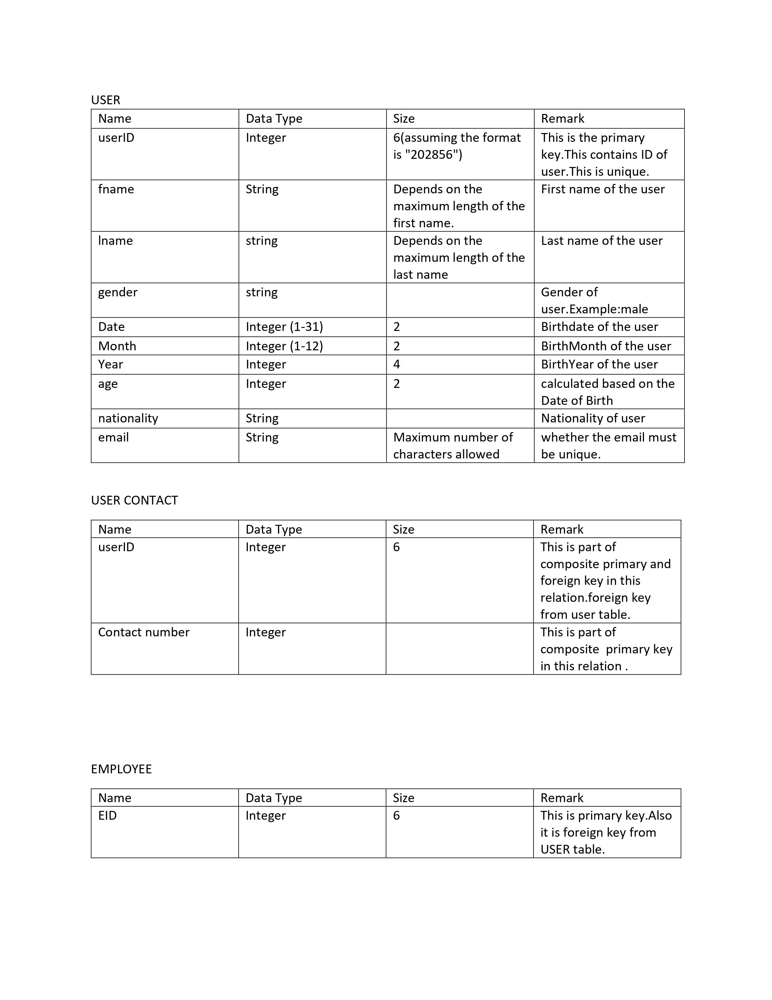 USER
Name Data Type Size Remark
userID Integer 6(assuming the format This is the primary
is "202856") key.This contains ID of
user.This is unique.
fname String Depends on the First name of the user
maximum length of the
first name.
lname string Depends on the Last name of the user
maximum length of the
last name
gender string Gender of
user.Example:male
Date Integer (1-31) 2 Birthdate of the user
Month Integer (1-12) 2 BirthMonth of the user
Year Integer 4 BirthYear of the user
age Integer 2 calculated based on the
Date of Birth
nationality String Nationality of user
email String Maximum number of whether the email must
characters allowed be unique.
USER CONTACT
Name Data Type Size Remark
userID Integer 6 This is part of
composite primary and
foreign key in this
relation.foreign key
from user table.
Contact number Integer This is part of
composite  primary key
in this relation .
EMPLOYEE
Name Data Type Size Remark
EID Integer 6 This is primary key.Also
it is foreign key from
USER table.